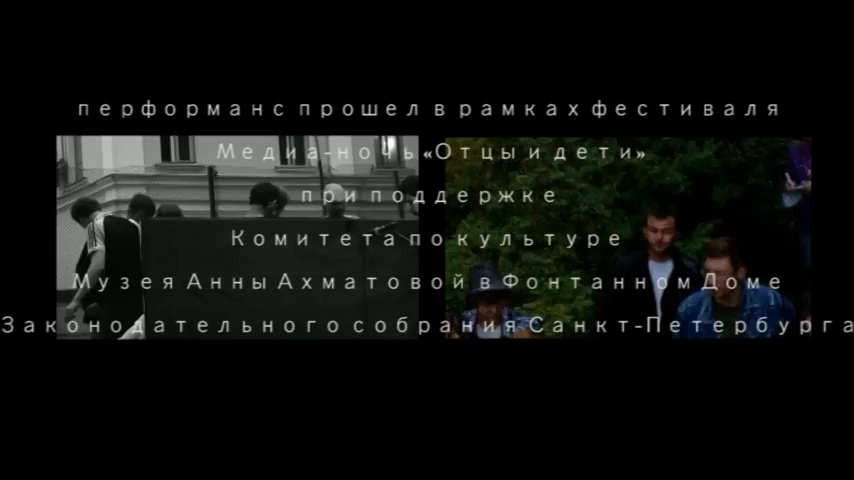 перформанс прошел в рамках фестиваля
Медиа-ночь «Отцы и дети»
при поддержке
Комитета по культуре
Музея Анны Ахматовой в Фонтанном Доме
Законодательного собрания Санкт-Петербурга